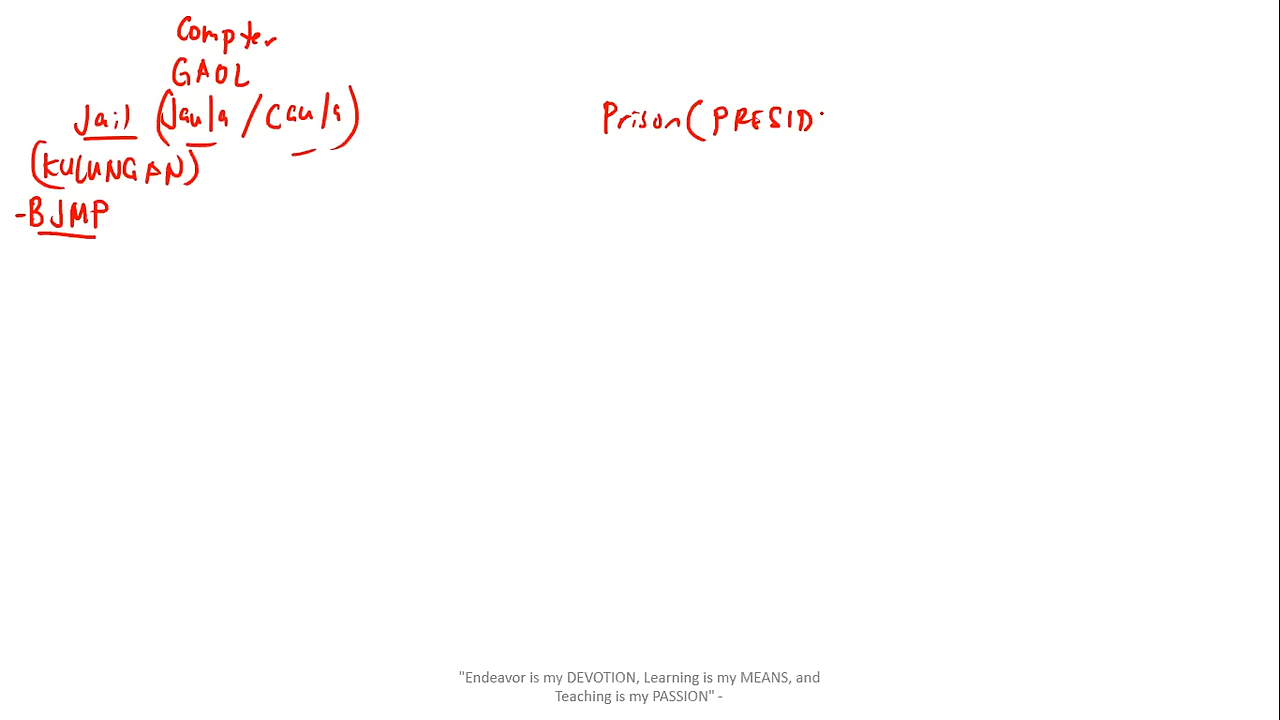 Compter
GAOL
Jail (Jaula / Caula)
(KULUNGAN)
-BJMP
Prison (PRESID
"Endeavor is my DEVOTION, Learning is my MEANS, and
Teaching is my PASSION" -